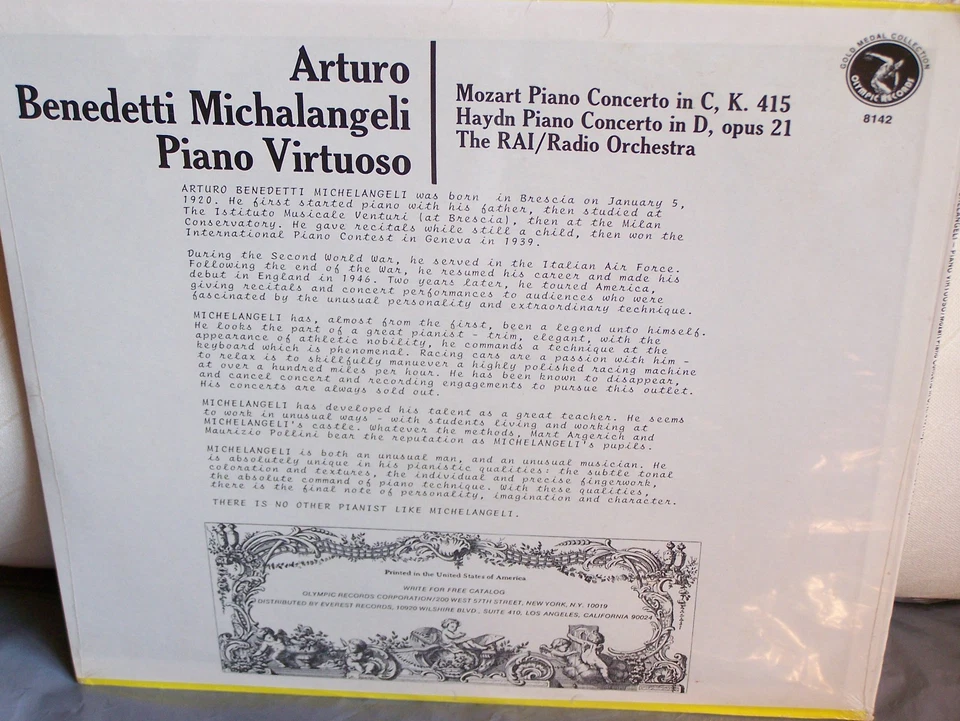 Arturo
Benedetti Michalangeli
Piano Virtuoso
Mozart Piano Concerto in C, K. 415
Haydn Piano Concerto in D, opus 21
The RAI/Radio Orchestra
GOLD MEDAL COLLECTION
OLYMPIC RECORDS
8142
ARTURO BENEDETTI MICHELANGELI was born in Brescia on January 5,
1920. He first started piano with his father, then studied at
The Istituto Musicale Venturi (at Brescia), then at the Milan
Conservatory. He gave recitals while still a child, then won the
International Piano Contest in Geneva in 1939.
During the Second World War, he served in the Italian Air Force.
Following the end of the War, he resumed his career and made his
debut in England in 1946. Two years later, he toured America,
giving recitals and concert performances to audiences who were
fascinated by the unusual personality and extraordinary technique.
MICHELANGELI has, almost from the first, been a legend unto himself.
He looks the part of a great pianist - trim, elegant, with the
appearance of athletic nobility, he commands a technique at the
keyboard which is phenomenal. Racing cars are a passion with him -
to relax is to skillfully manuever a highly polished racing machine
at over a hundred miles per hour. He has been known to disappear,
and cancel concert and recording engagements to pursue this outlet.
His concerts are always sold out.
MICHELANGELI has developed his talent as a great teacher. He seems
to work in unusual ways - with students living and working at
MICHELANGELI'S castle. Whatever the methods, Mart Argerich and
Maurizio Pollini bear the reputation as MICHELANGELI's pupils.
MICHELANGELI is both an unusual man, and an unusual musician. He
is absolutely unique in his pianistic qualities: the subtle tonal
coloration and textures, the individual and precise fingerwork,
the absolute command of piano technique. With these qualities,
there is the final note of personality, imagination and character.
THERE IS NO OTHER PIANIST LIKE MICHELANGELI.
Printed in the United States of America
WRITE FOR FREE CATALOG
OLYMPIC RECORDS CORPORATION/200 WEST 57TH STREET, NEW YORK, N.Y. 10019
DISTRIBUTED BY EVEREST RECORDS, 10920 WILSHIRE BLVD., SUITE 410, LOS ANGELES, CALIFORNIA 90024